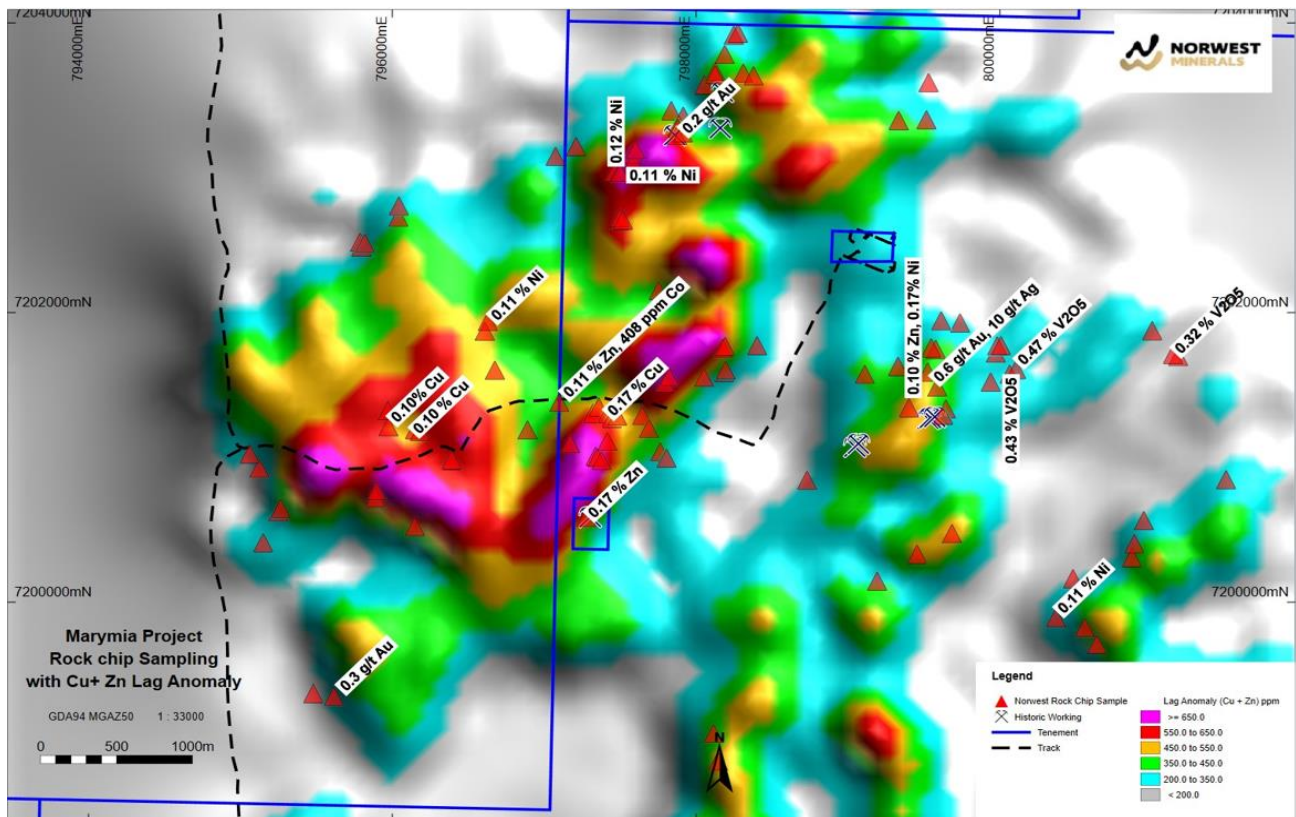 7204000mN
7204000mN
794000mE
796000mE
798000mE
800000mE
NORWEST
MINERALS
0.2 g/t Au
0.12 % Ni
0.11 % Ni
7202000mN
7202000mN
0.11 % Ni
0.11 % Zn, 408 ppm Co
0.10 % Zn, 0.17% Ni
0.6 g/t Au, 10 g/t Ag
0.47 % V2O5
0.32 % V2O5
0.10% Cu
0.10 % Cu
0.17 % Cu
0.43 % V2O5
0.17 % Zn
7200000mN
7200000mN
0.11 % Ni
0.3 g/t Au
Marymia Project
Rock chip Sampling
with Cu+ Zn Lag Anomaly
GDA94 MGAZ50 1 : 33000
0 500 1000m
N
Legend
Norwest Rock Chip Sample
Historic Working
Tenement
Track
Lag Anomaly (Cu + Zn) ppm
>= 650.0
550.0 to 650.0
450.0 to 550.0
350.0 to 450.0
200.0 to 350.0
< 200.0